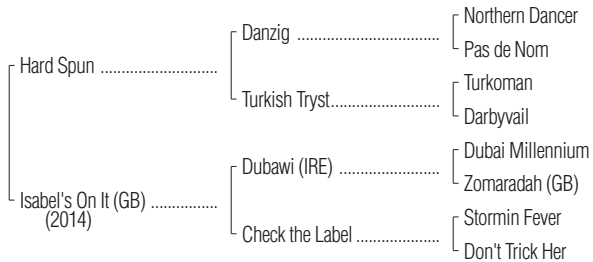 Northern Dancer
Danzig ..................................
Pas de Nom
Hard Spun ...........................
Turkoman
Turkish Tryst..........................
Darbyvail
Dubai Millennium
Dubawi (IRE) ........................
Zomaradah (GB)
Isabel's On It (GB) ................
(2014)
Stormin Fever
Check the Label ....................
Don't Trick Her